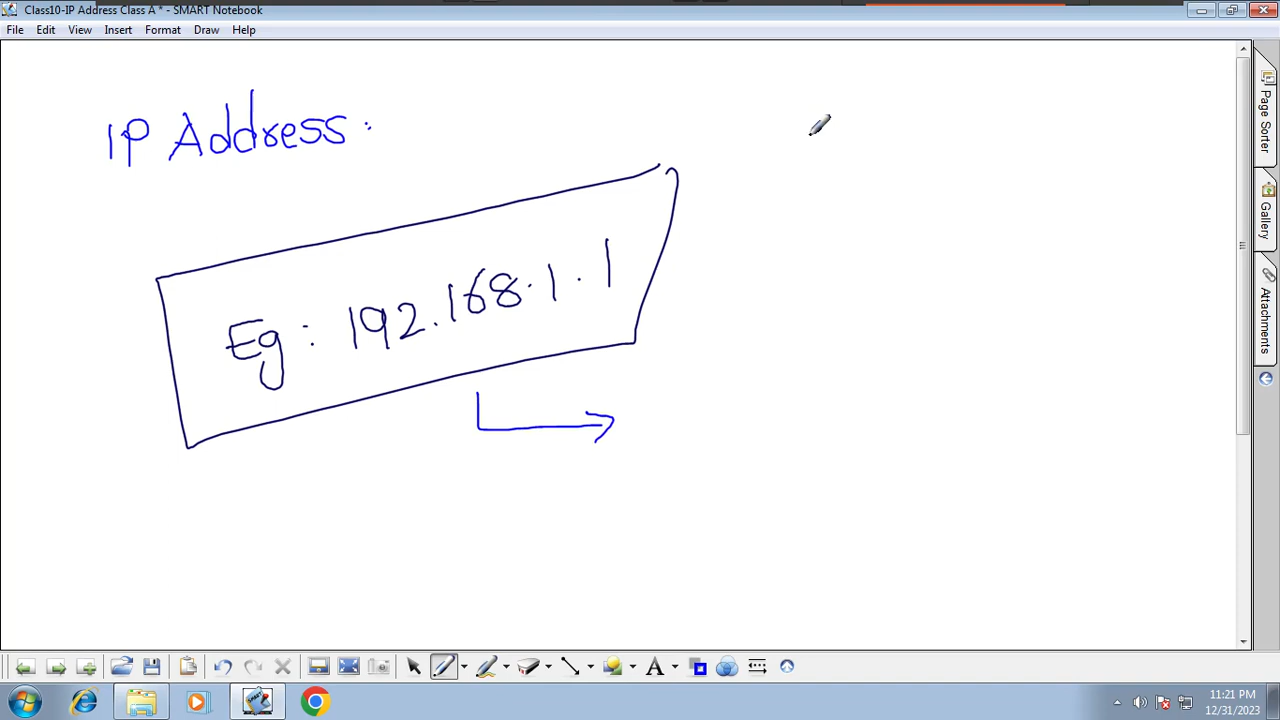 Class10-IP Address Class A * - SMART Notebook
File Edit View Insert Format Draw Help
IP Address:
Eg: 192.168.1.1
Page Sorter
Gallery
Attachments
A
11:21 PM
12/31/2023